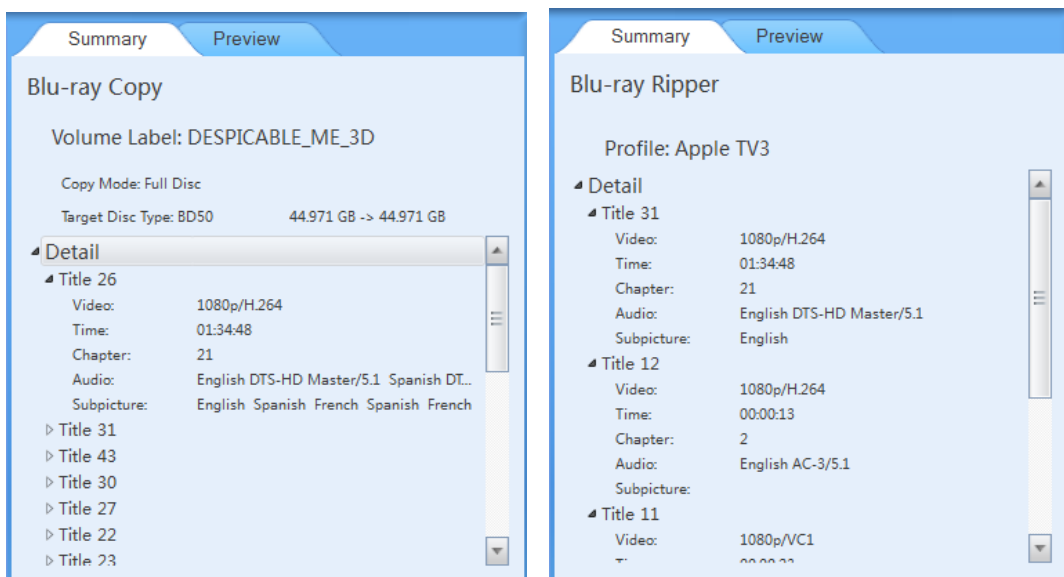 Summary Preview
Blu-ray Copy
Volume Label: DESPICABLE_ME_3D
Copy Mode: Full Disc
Target Disc Type: BD50 44.971 GB -> 44.971 GB
Detail
Title 26
Video: 1080p/H.264
Time: 01:34:48
Chapter: 21
Audio: English DTS-HD Master/5.1 Spanish DT...
Subpicture: English Spanish French Spanish French
Title 31
Title 43
Title 30
Title 27
Title 22
Title 23
Summary Preview
Blu-ray Ripper
Profile: Apple TV3
Detail
Title 31
Video: 1080p/H.264
Time: 01:34:48
Chapter: 21
Audio: English DTS-HD Master/5.1
Subpicture: English
Title 12
Video: 1080p/H.264
Time: 00:00:13
Chapter: 2
Audio: English AC-3/5.1
Subpicture:
Title 11
Video: 1080p/VC1